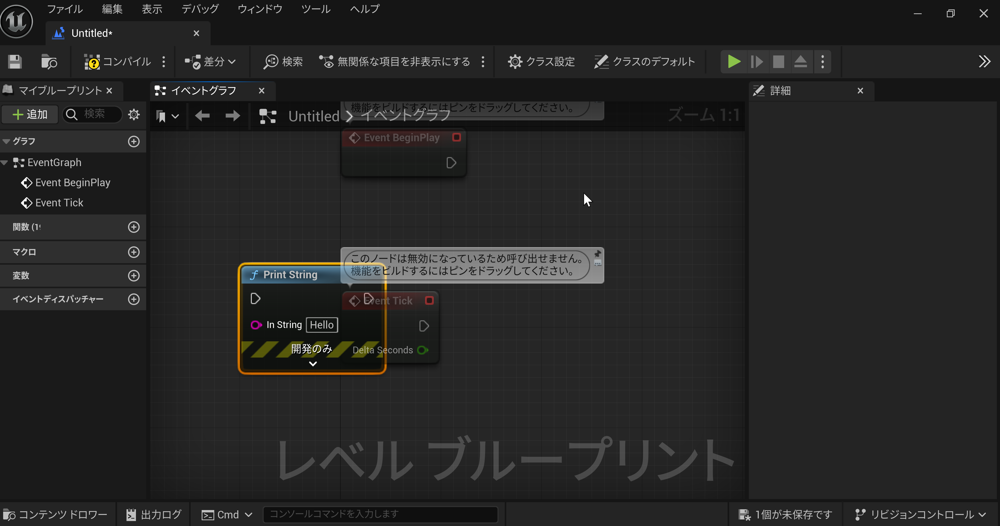 ファイル 編集 表示 デバッグ ウィンドウ ツール ヘルプ
Untitled*
コンパイル 差分 検索 無関係な項目を非表示にする クラス設定 クラスのデフォルト
マイブループリント
イベントグラフ
詳細
追加 検索
機能をビルドするにはピンをドラッグしてください。
Untitled イベントグラフ
ズーム 1:1
グラフ
EventGraph
Event BeginPlay
Event Tick
関数
マクロ
変数
イベントディスパッチャー
Event BeginPlay
このノードは無効になっているため呼び出せません。
機能をビルドするにはピンをドラッグしてください。
Print String
In String Hello
開発のみ
Event Tick
Delta Seconds
レベル ブループリント
コンテンツ ドロワー 出力ログ Cmd コンソールコマンドを入力します
1個が未保存です リビジョンコントロール